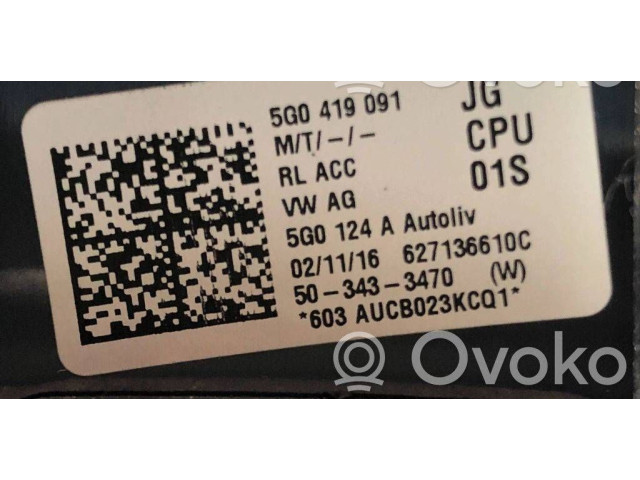 5G0 419 091 JG
M/T/-/- CPU
RL ACC 01S
VW AG
5G0 124 A Autoliv
02/11/16 627136610C
50-343-3470 (W)
*603 AUCB023KCQ1*
Ovoko
Ovoko